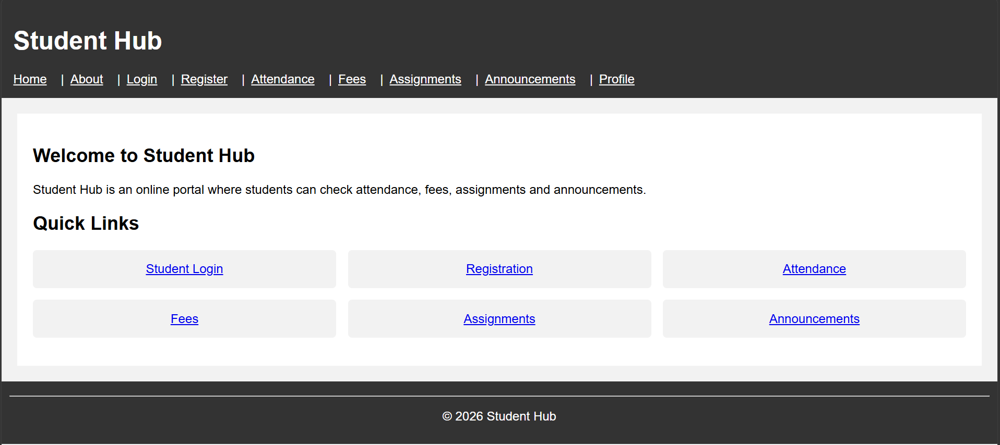 Student Hub
Home | About | Login | Register | Attendance | Fees | Assignments | Announcements | Profile
Welcome to Student Hub
Student Hub is an online portal where students can check attendance, fees, assignments and announcements.
Quick Links
Student Login Registration Attendance
Fees Assignments Announcements
© 2026 Student Hub